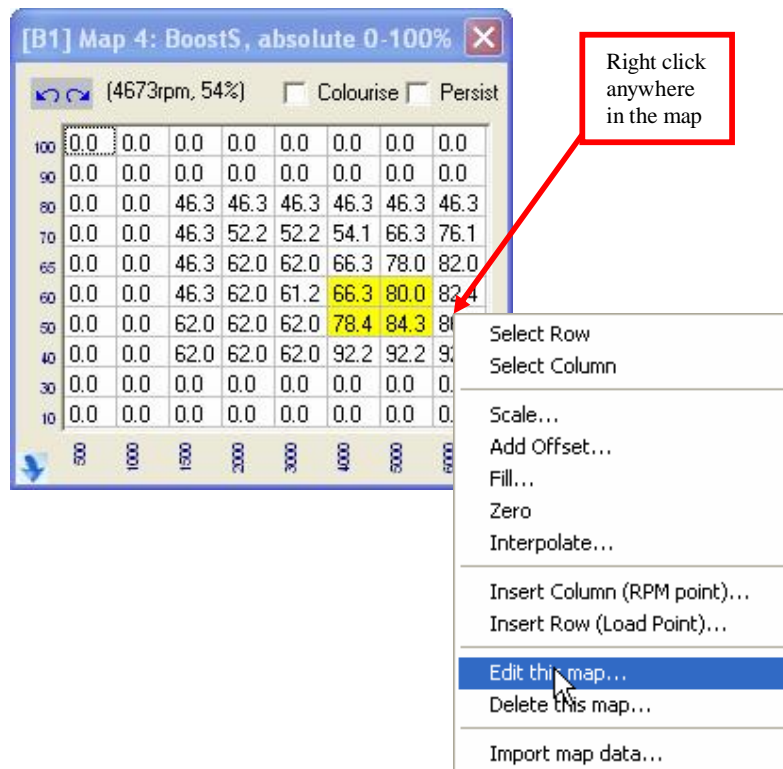 [B1] Map 4: BoostS, absolute 0-100%
(4673rpm, 54%) Colourise Persist
Right click
anywhere
in the map
100 0.0 0.0 0.0 0.0 0.0 0.0 0.0 0.0
90 0.0 0.0 0.0 0.0 0.0 0.0 0.0 0.0
80 0.0 0.0 46.3 46.3 46.3 46.3 46.3 46.3
70 0.0 0.0 46.3 52.2 52.2 54.1 66.3 76.1
65 0.0 0.0 46.3 62.0 62.0 66.3 78.0 82.0
60 0.0 0.0 46.3 62.0 61.2 66.3 80.0 82.4
50 0.0 0.0 62.0 62.0 62.0 78.4 84.3
40 0.0 0.0 62.0 62.0 62.0 92.2 92.2
30 0.0 0.0 0.0 0.0 0.0 0.0 0.0
10 0.0 0.0 0.0 0.0 0.0 0.0 0.0
500 1000 1500 2000 3000 4000 5000 6000
Select Row
Select Column
Scale...
Add Offset...
Fill...
Zero
Interpolate...
Insert Column (RPM point)...
Insert Row (Load Point)...
Edit this map...
Delete this map...
Import map data...